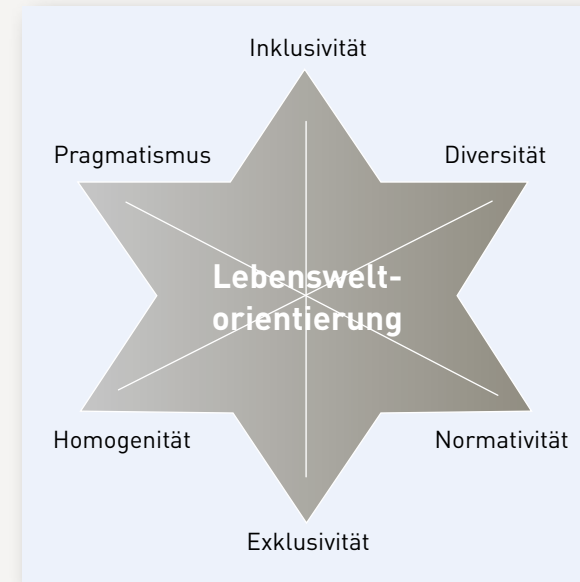 Inklusivität
Pragmatismus
Diversität
Lebenswelt-
orientierung
Homogenität
Normativität
Exklusivität